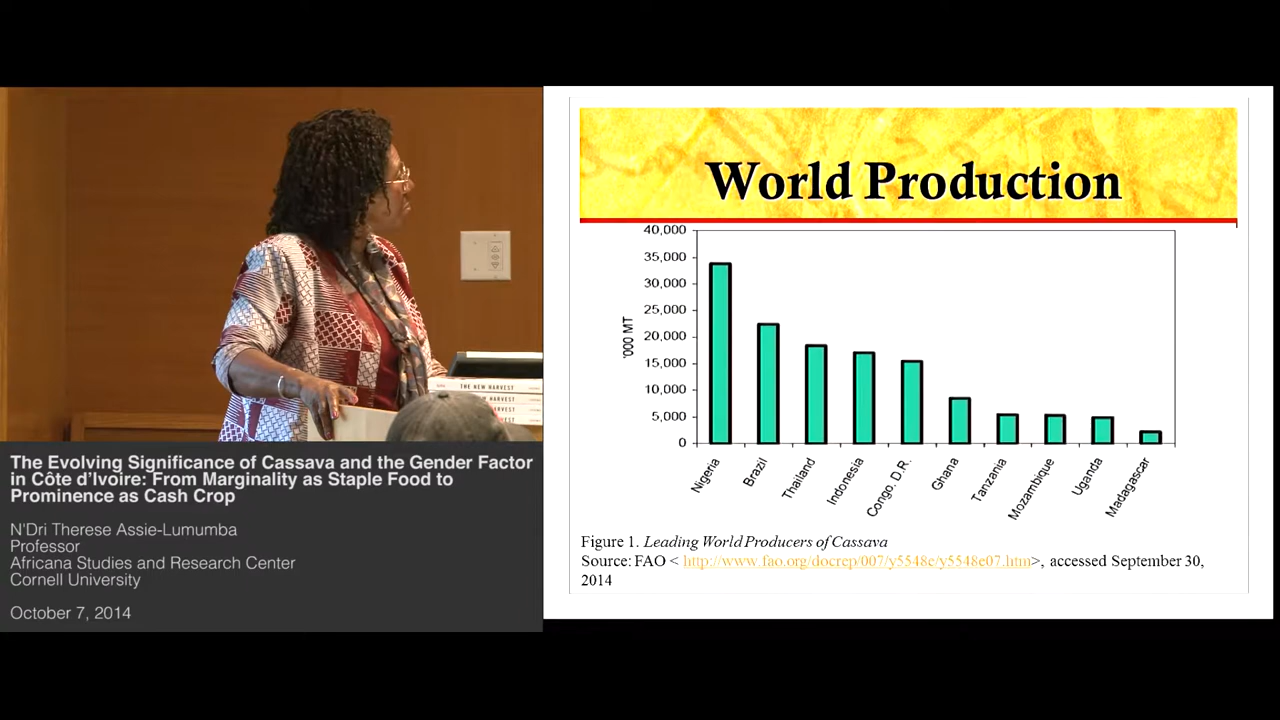 THE NEW HARVEST
The Evolving Significance of Cassava and the Gender Factor
in Côte d'Ivoire: From Marginality as Staple Food to
Prominence as Cash Crop
N'Dri Therese Assie-Lumumba
Professor
Africana Studies and Research Center
Cornell University
October 7, 2014
World Production
40,000
35,000
30,000
25,000
20,000
15,000
10,000
5,000
0
'000 MT
Nigeria
Brazil
Thailand
Indonesia
Congo, D.R.
Ghana
Tanzania
Mozambique
Uganda
Madagascar
Figure 1. Leading World Producers of Cassava
Source: FAO < http://www.fao.org/docrep/007/y5548e/y5548e07.htm>, accessed September 30,
2014